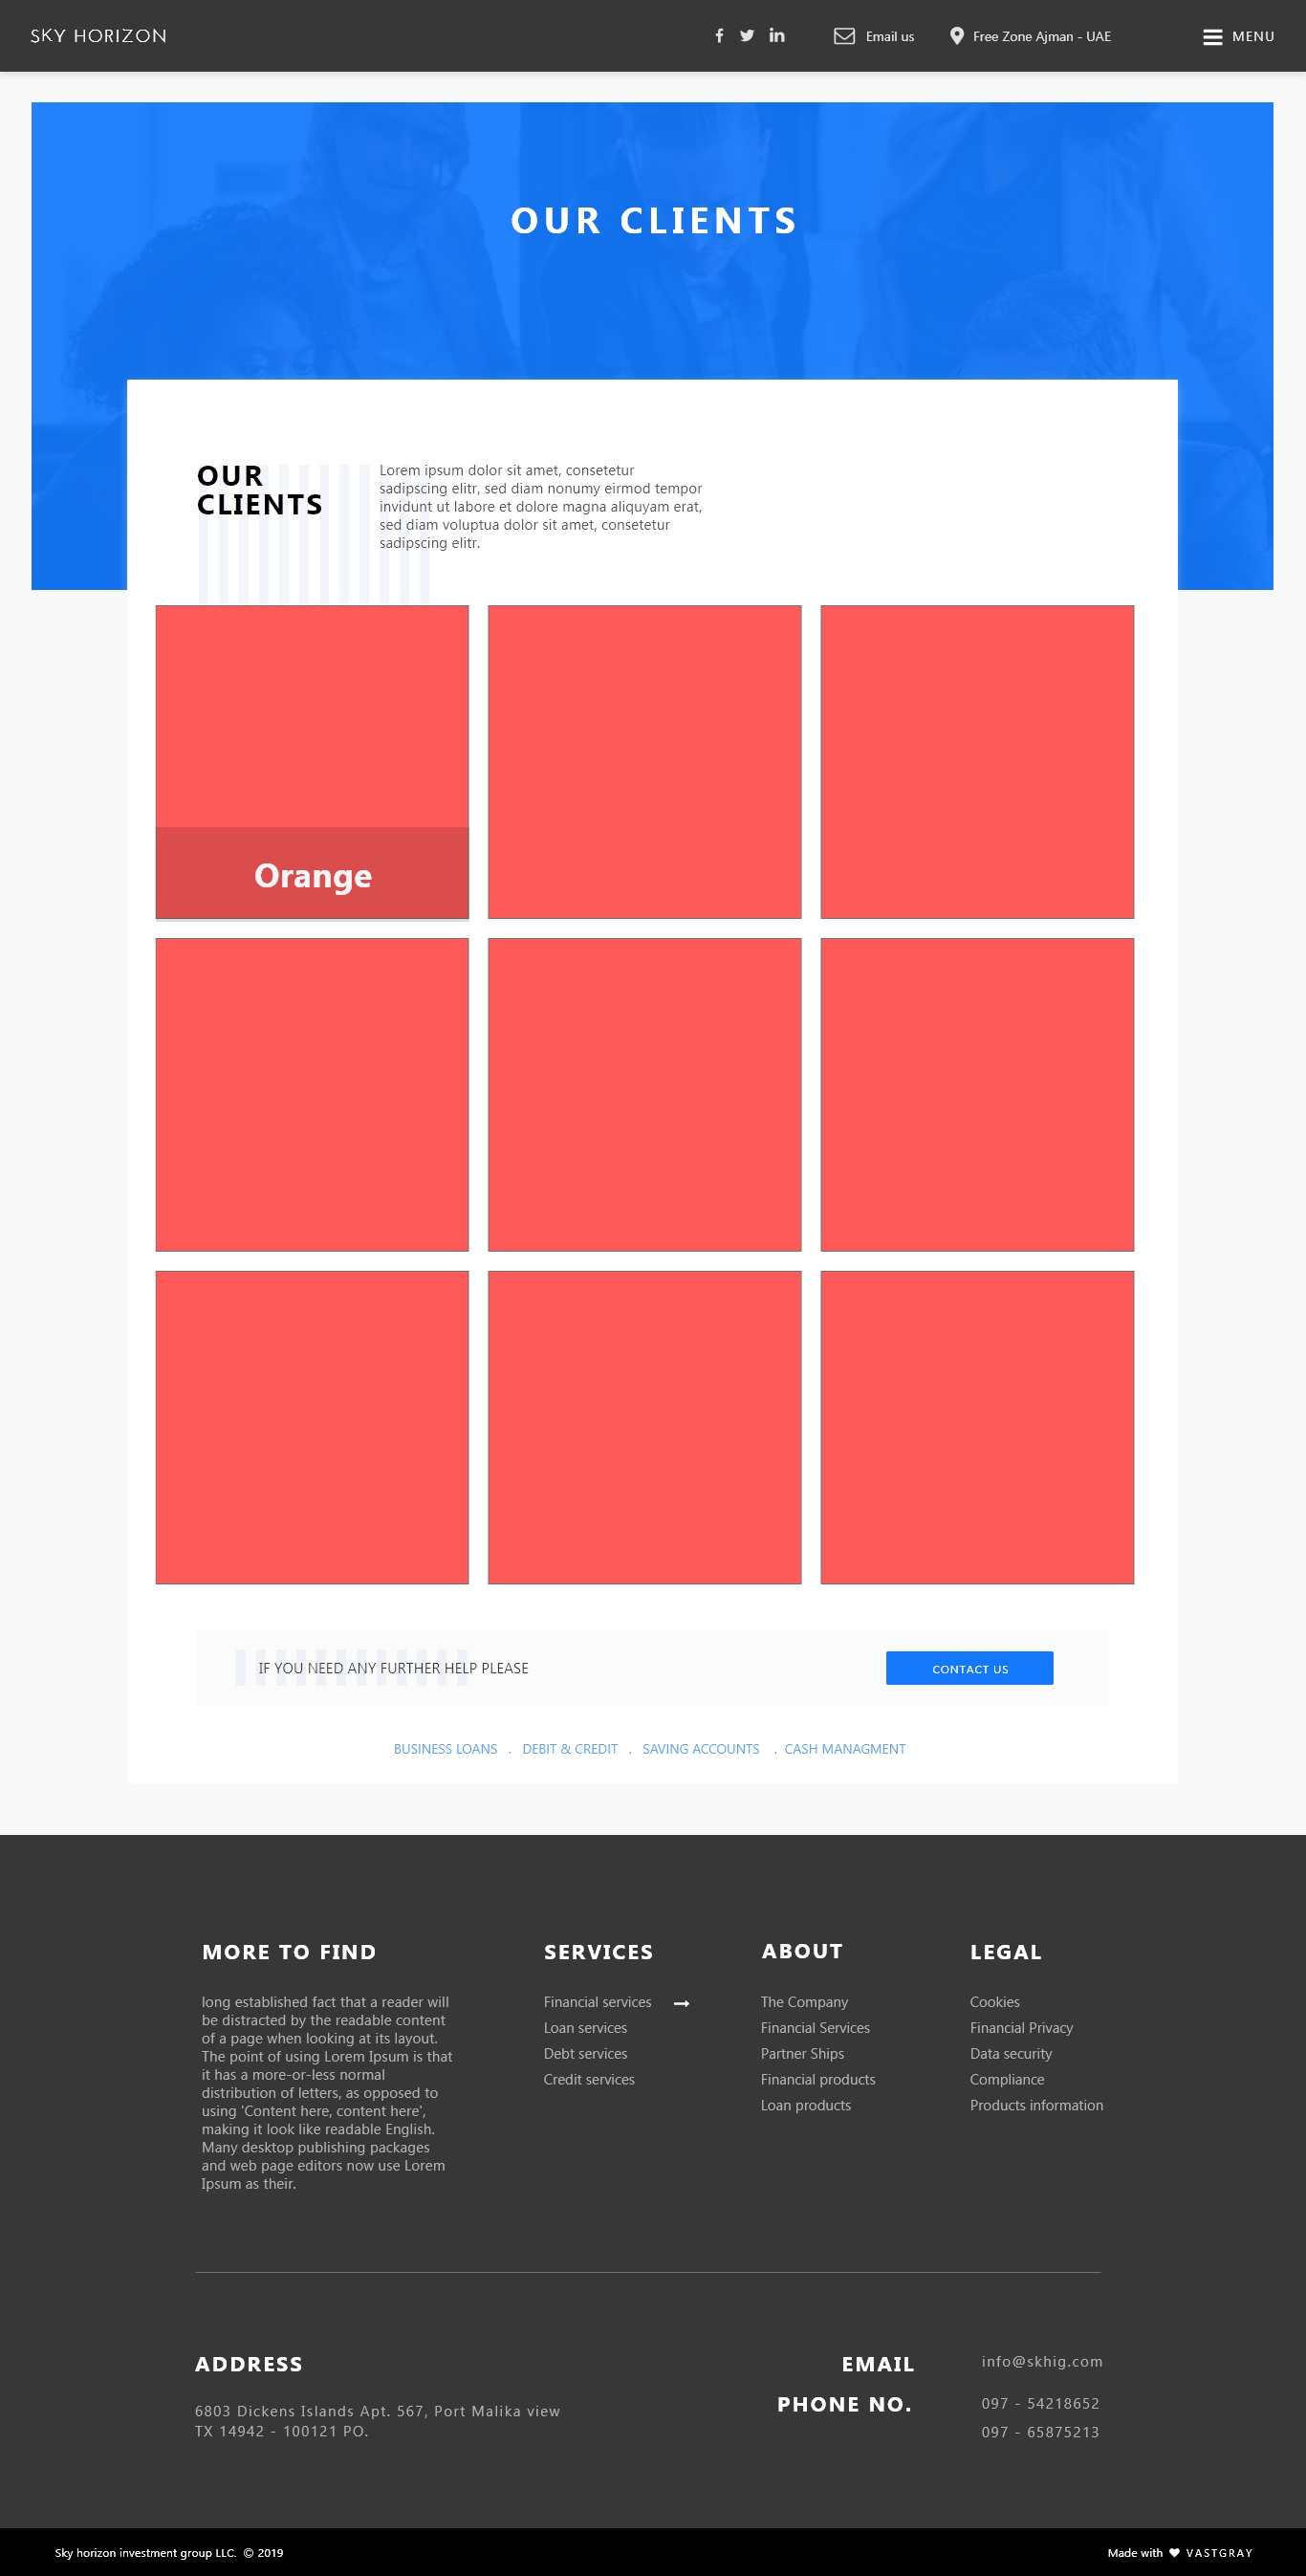 SKY HORIZON
Email us
Free Zone Ajman - UAE
MENU
OUR CLIENTS
OUR
CLIENTS
Lorem ipsum dolor sit amet, consetetur
sadipscing elitr, sed diam nonumy eirmod tempor
invidunt ut labore et dolore magna aliquyam erat,
sed diam voluptua dolor sit amet, consetetur
sadipscing elitr.
Orange
IF YOU NEED ANY FURTHER HELP PLEASE
CONTACT US
BUSINESS LOANS . DEBIT & CREDIT . SAVING ACCOUNTS . CASH MANAGMENT
MORE TO FIND
long established fact that a reader will
be distracted by the readable content
of a page when looking at its layout.
The point of using Lorem Ipsum is that
it has a more-or-less normal
distribution of letters, as opposed to
using 'Content here, content here',
making it look like readable English.
Many desktop publishing packages
and web page editors now use Lorem
Ipsum as their.
SERVICES
Financial services
Loan services
Debt services
Credit services
ABOUT
The Company
Financial Services
Partner Ships
Financial products
Loan products
LEGAL
Cookies
Financial Privacy
Data security
Compliance
Products information
ADDRESS
6803 Dickens Islands Apt. 567, Port Malika view
TX 14942 - 100121 PO.
EMAIL
info@skhig.com
PHONE NO.
097 - 54218652
097 - 65875213
Sky horizon investment group LLC. © 2019
Made with ♥ VASTGRAY